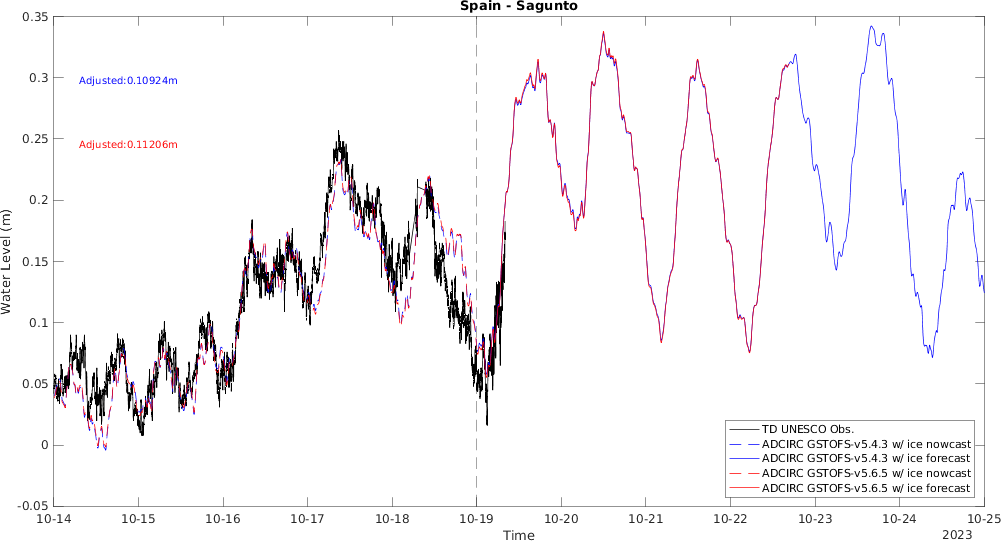 Spain - Sagunto
0.35
0.3
0.25
0.2
0.15
0.1
0.05
0
-0.05
Water Level (m)
Adjusted:0.10924m
Adjusted:0.11206m
TD UNESCO Obs.
ADCIRC GSTOFS-v5.4.3 w/ ice nowcast
ADCIRC GSTOFS-v5.4.3 w/ ice forecast
ADCIRC GSTOFS-v5.6.5 w/ ice nowcast
ADCIRC GSTOFS-v5.6.5 w/ ice forecast
10-14 10-15 10-16 10-17 10-18 10-19 10-20 10-21 10-22 10-23 10-24 10-25
Time
2023